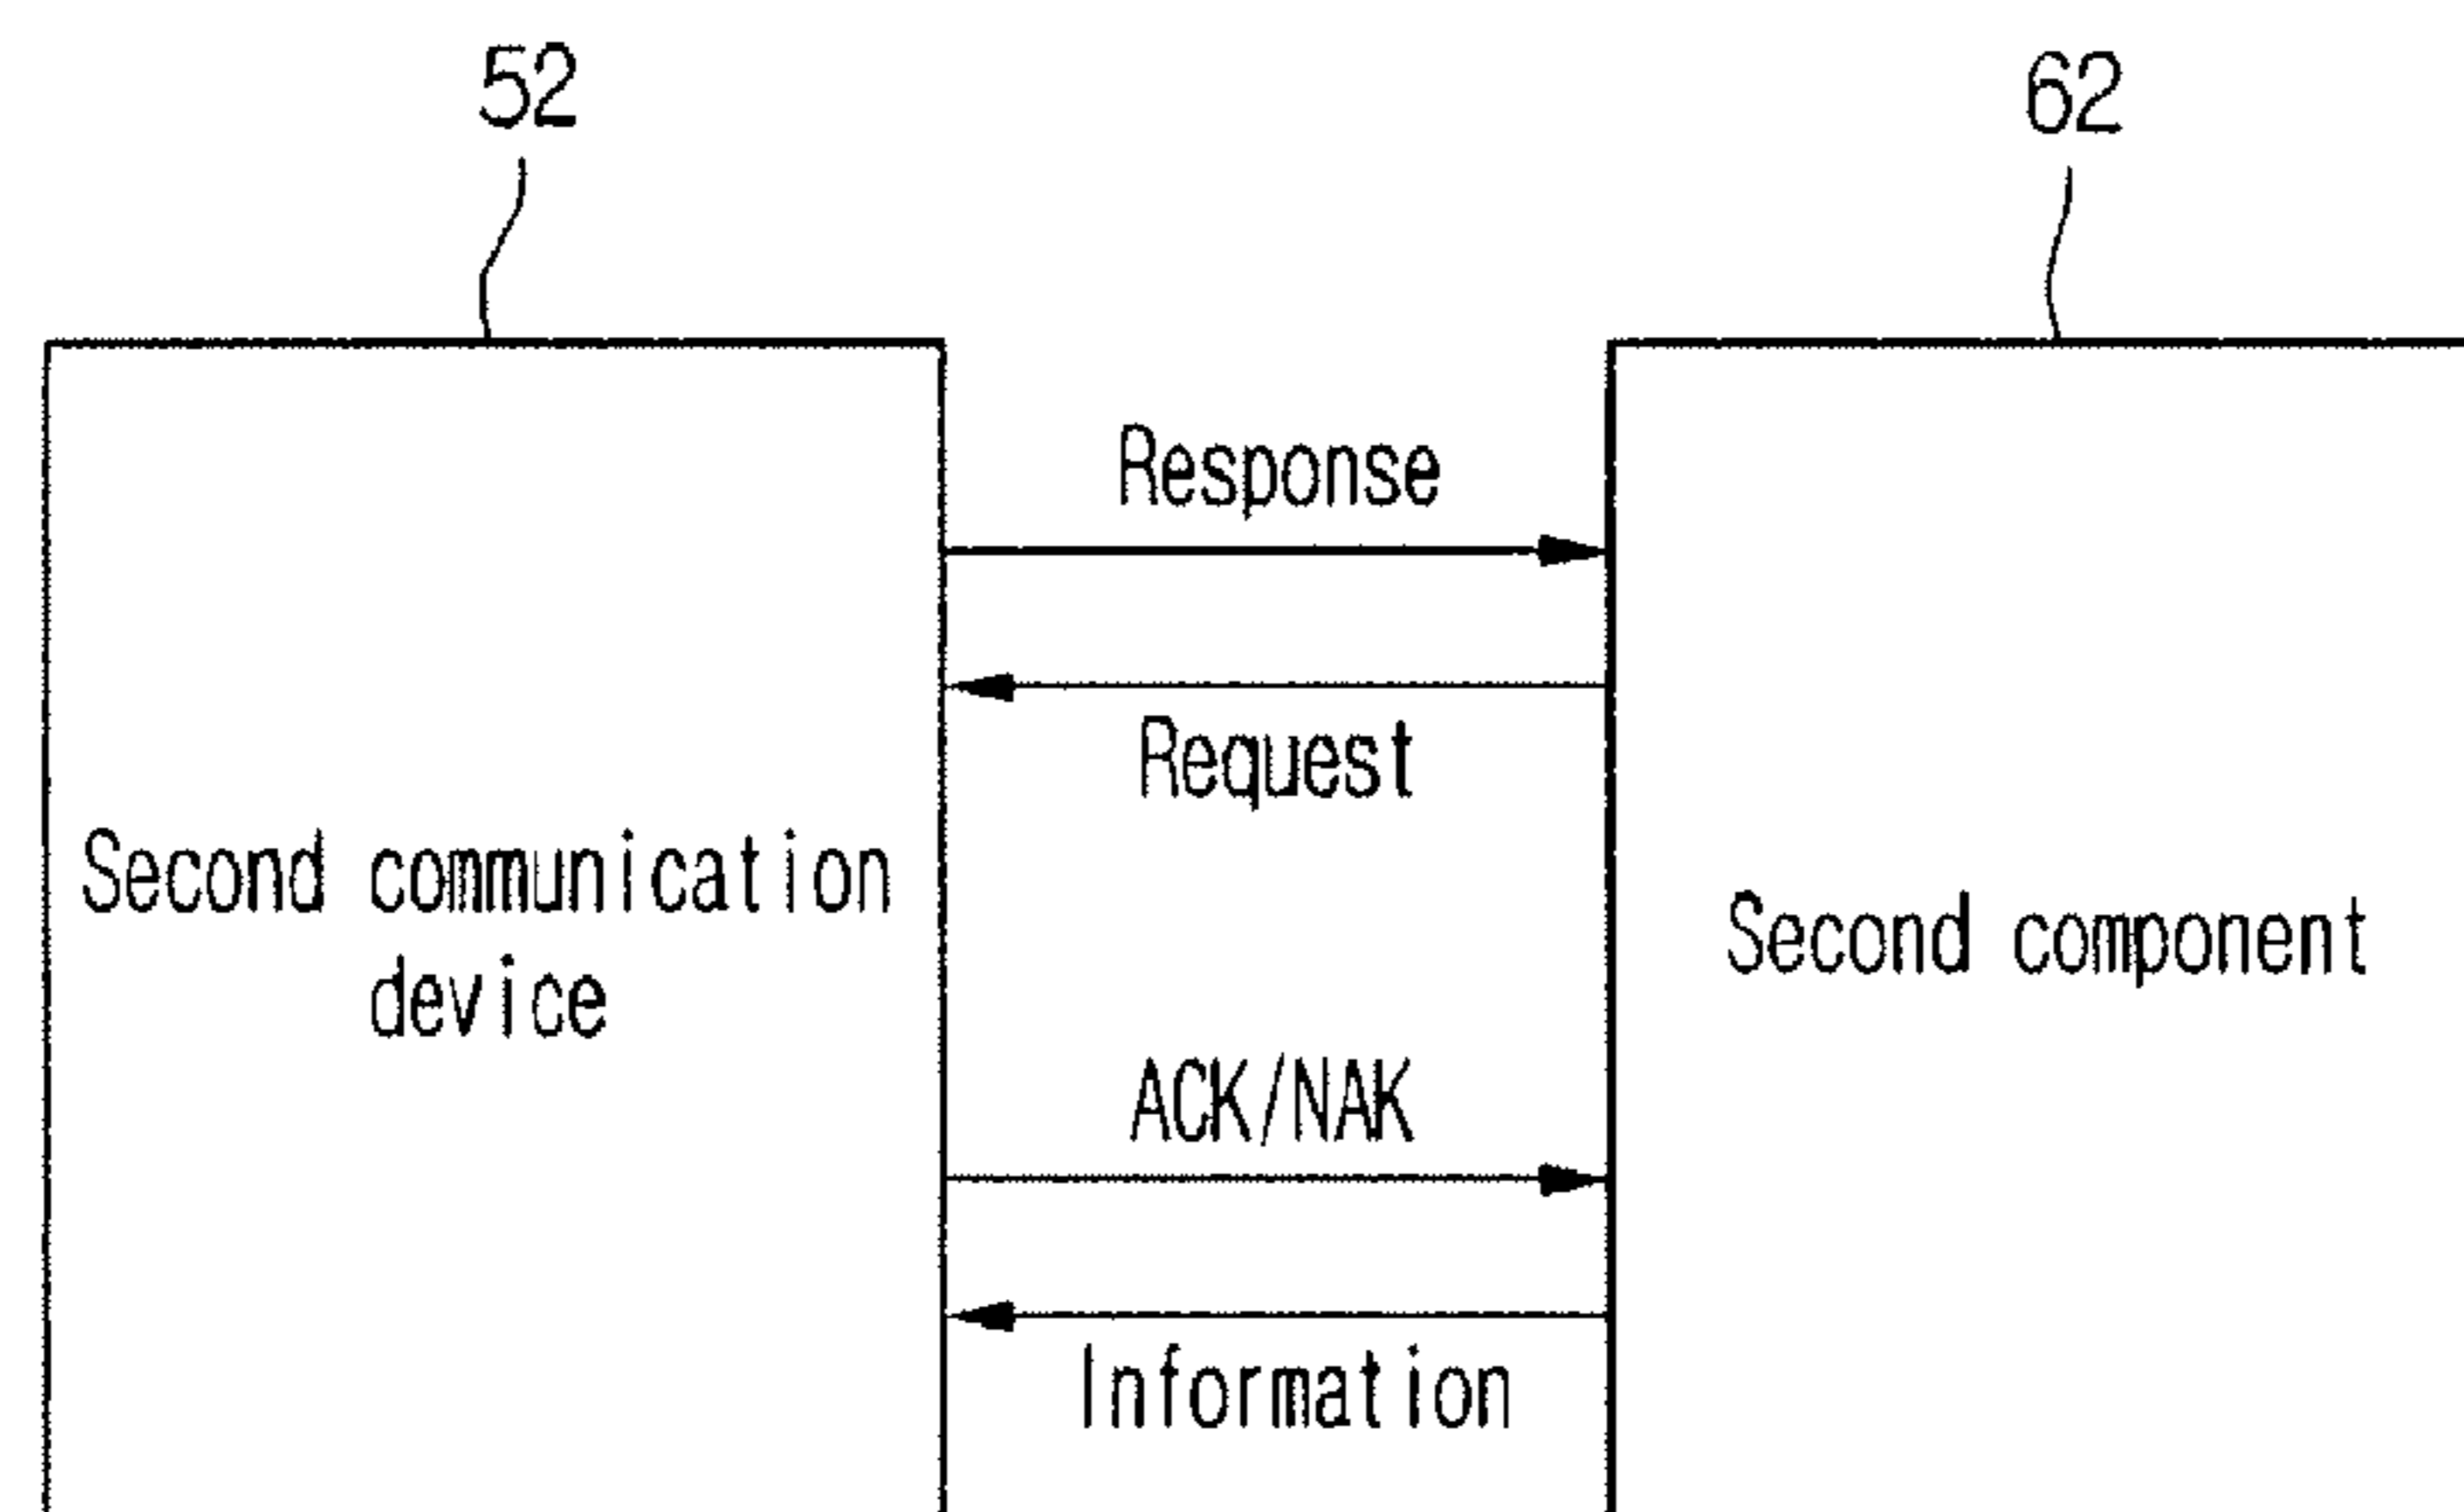 52
62
Response
Request
Second communication
device
Second component
ACK/NAK
Information